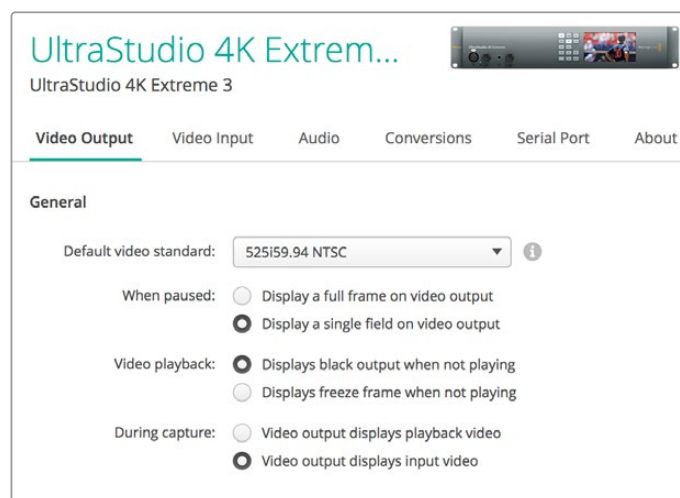 UltraStudio 4K Extrem...
UltraStudio 4K Extreme 3
Video Output Video Input Audio Conversions Serial Port About
General
Default video standard: 525i59.94 NTSC
When paused: Display a full frame on video output
Display a single field on video output
Video playback: Displays black output when not playing
Displays freeze frame when not playing
During capture: Video output displays playback video
Video output displays input video